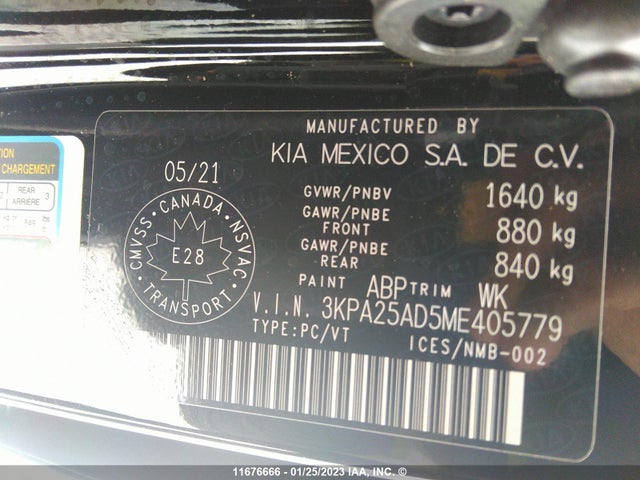 MANUFACTURED BY
KIA MEXICO S.A. DE C.V.
05/21
GVWR/PNBV 1640 kg
GAWR/PNBE
FRONT 880 kg
GAWR/PNBE
REAR 840 kg
CMVSS · CANADA · NSVAC
E28
TRANSPORT
PAINT ABP TRIM WK
V.I.N. 3KPA25AD5ME405779
TYPE:PC/VT ICES/NMB-002
CHARGEMENT
REAR 3
ARRIÈRE
11676666 - 01/25/2023 IAA, INC. ©